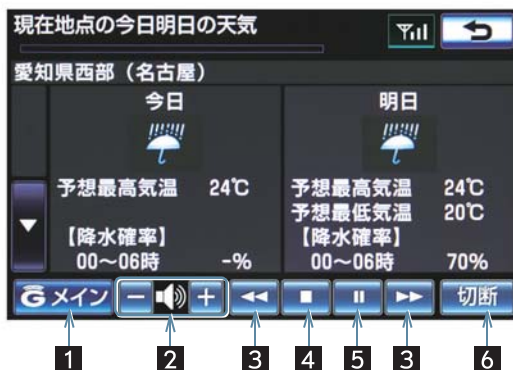 現在地点の今日明日の天気
愛知県西部（名古屋）
今日 明日
予想最高気温 24℃ 予想最高気温 24℃
予想最低気温 20℃
【降水確率】 【降水確率】
00～06時 -% 00～06時 70%
G メイン － ＋ 切断
1 2 3 4 5 3 6